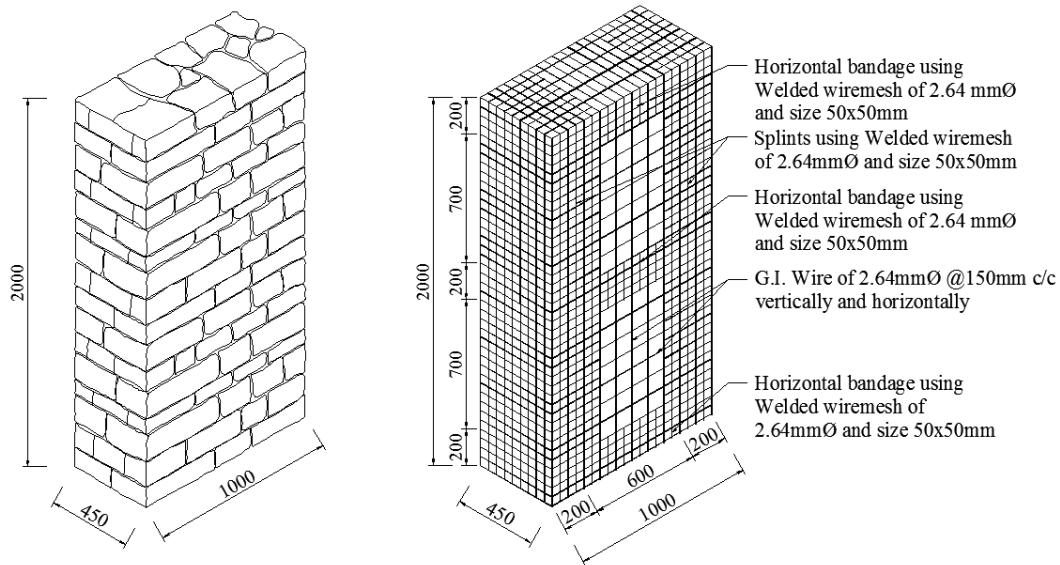 2000
450
1000
2000
200
700
200
700
200
450
200
600
200
1000
Horizontal bandage using
Welded wiremesh of 2.64 mmØ
and size 50x50mm
Splints using Welded wiremesh
of 2.64mmØ and size 50x50mm
Horizontal bandage using
Welded wiremesh of 2.64 mmØ
and size 50x50mm
G.I. Wire of 2.64mmØ @150mm c/c
vertically and horizontally
Horizontal bandage using
Welded wiremesh of
2.64mmØ and size 50x50mm